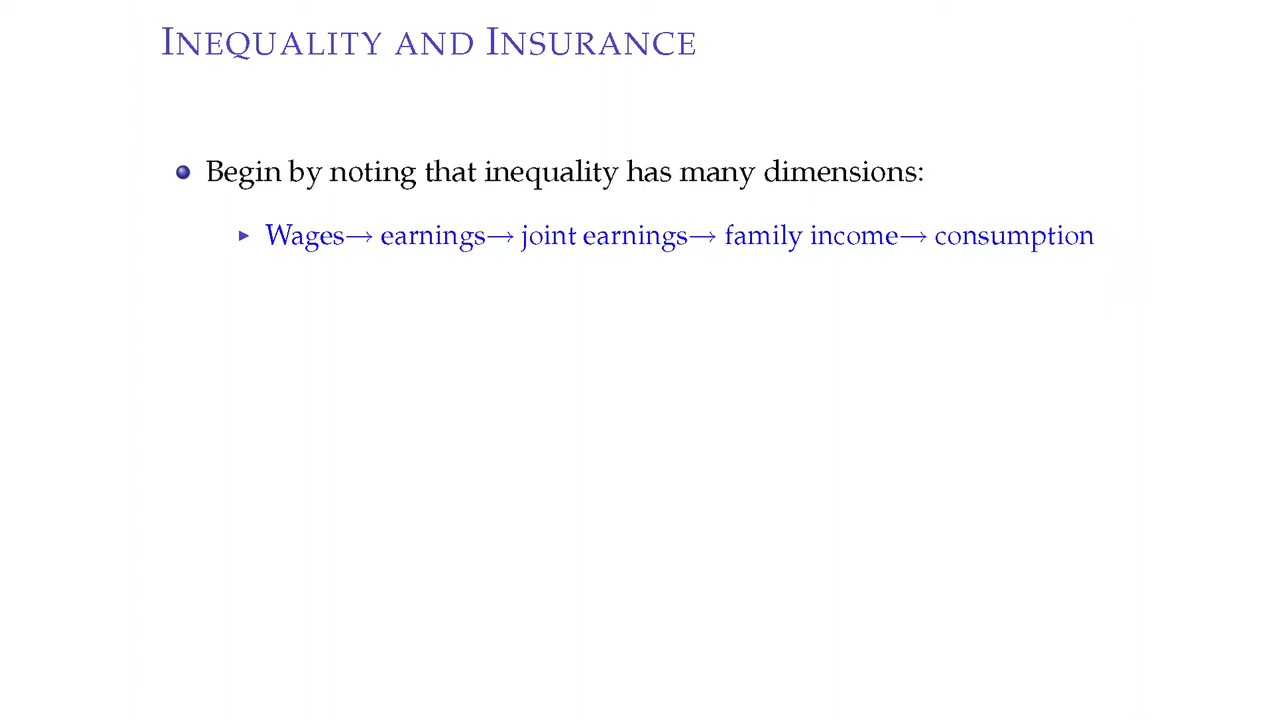 INEQUALITY AND INSURANCE
Begin by noting that inequality has many dimensions:
Wages→ earnings→ joint earnings→ family income→ consumption